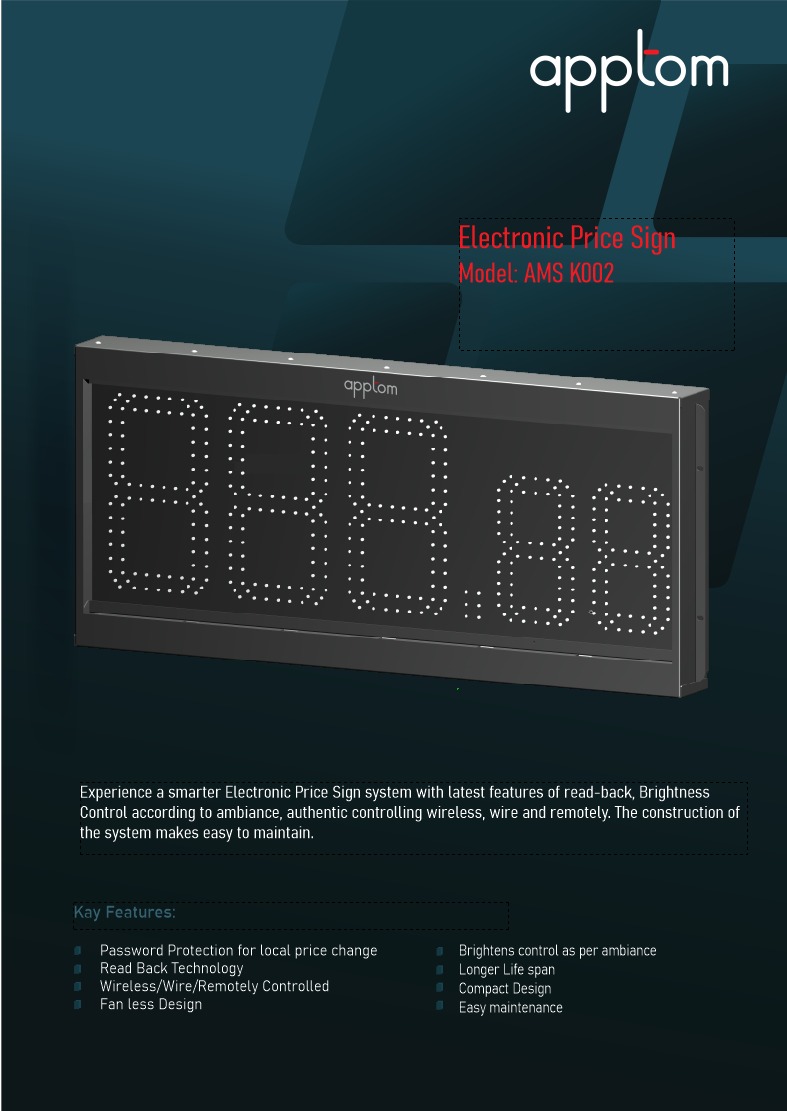 apptom
Electronic Price Sign
Model: AMS K002
apptom
Experience a smarter Electronic Price Sign system with latest features of read-back, Brightness
Control according to ambiance, authentic controlling wireless, wire and remotely. The construction of
the system makes easy to maintain.
Kay Features:
Password Protection for local price change
Read Back Technology
Wireless/Wire/Remotely Controlled
Fan less Design
Brightens control as per ambiance
Longer Life span
Compact Design
Easy maintenance